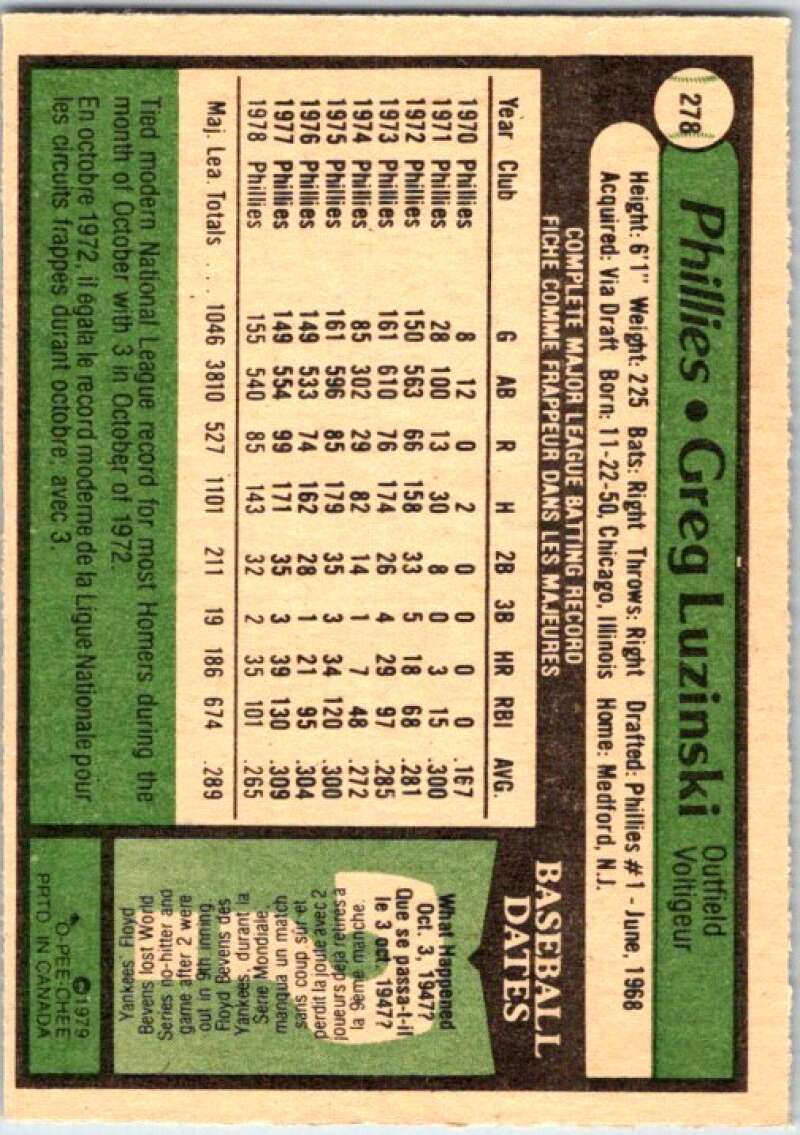 278
Phillies • Greg Luzinski
Outfield
Voltigeur
Height: 6'1" Weight: 225 Bats: Right Throws: Right Drafted: Phillies #1 - June, 1968
Acquired: Via Draft Born: 11-22-50, Chicago, Illinois Home: Medford, N.J.
COMPLETE MAJOR LEAGUE BATTING RECORD
FICHE COMME FRAPPEUR DANS LES MAJEURES
Year Club G AB R H 2B 3B HR RBI AVG.
1970 Phillies 8 12 0 2 0 0 0 0 .167
1971 Phillies 28 100 13 30 8 0 3 15 .300
1972 Phillies 150 563 66 158 33 5 18 68 .281
1973 Phillies 161 610 76 174 26 4 29 97 .285
1974 Phillies 85 302 29 82 14 1 7 48 .272
1975 Phillies 161 596 85 179 35 3 34 120 .300
1976 Phillies 149 533 74 162 28 1 21 95 .304
1977 Phillies 149 554 99 171 35 3 39 130 .309
1978 Phillies 155 540 85 143 32 2 35 101 .265
Maj. Lea. Totals . . . 1046 3810 527 1101 211 19 186 674 .289
Tied modern National League record for most Homers during the
month of October with 3 in October of 1972.
En octobre 1972, il égala le record moderne de la Ligue Nationale pour
les circuits frappés durant octobre, avec 3.
BASEBALL
DATES
What Happened
Oct. 3, 1947?
Que se passa-t-il
le 3 oct. 1947?
la 9ème manche.
joueurs de la retraite à
perdit la joute avec 2
sans coup sûr et
marqua un match
Série Mondiale,
Yankees, durant la
Floyd Bevens des
out in 9th inning.
game after 2 were
Series no-hitter and
Bevens lost World
Yankees' Floyd
©1979
O-PEE-CHEE
PRTD. IN CANADA